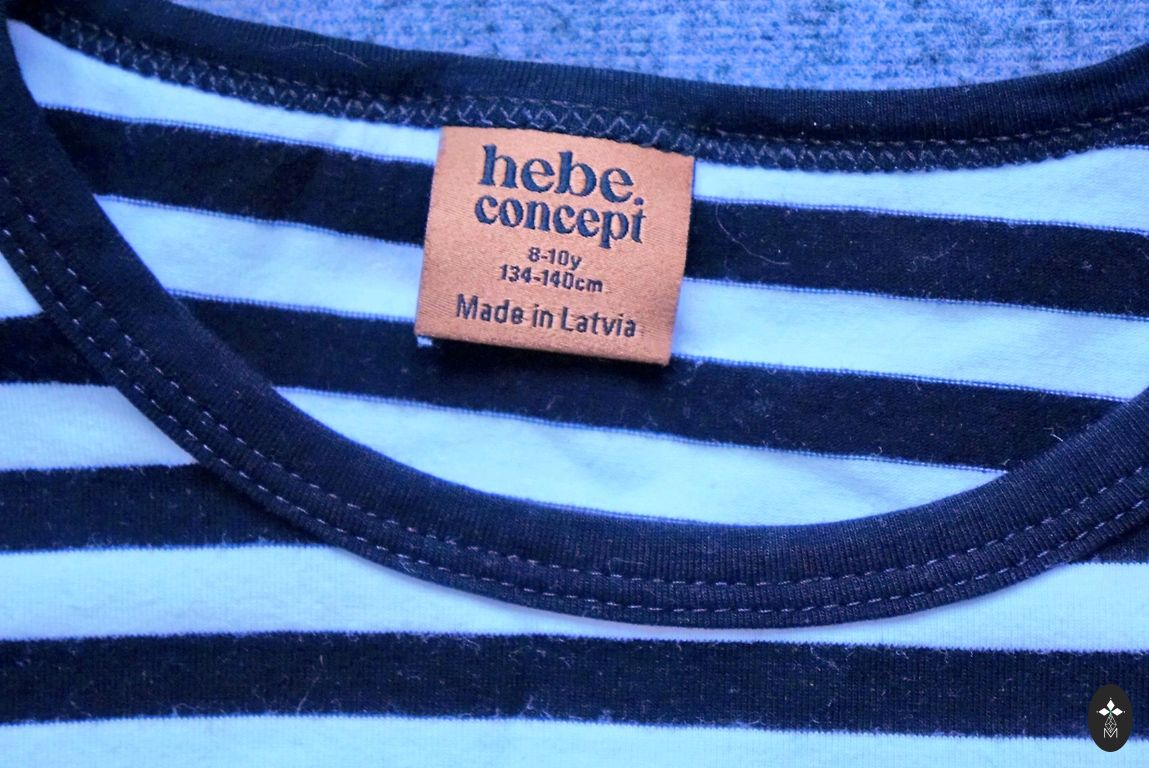 hebe.
concept
8-10y
134-140cm
Made in Latvia
M